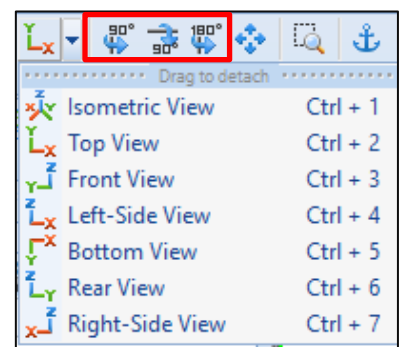 X 90° 90° 180°
Drag to detach
Z X Y Isometric View Ctrl + 1
Y X Top View Ctrl + 2
Z Y Front View Ctrl + 3
Z X Left-Side View Ctrl + 4
X Y Bottom View Ctrl + 5
Z Y Rear View Ctrl + 6
Z X Right-Side View Ctrl + 7